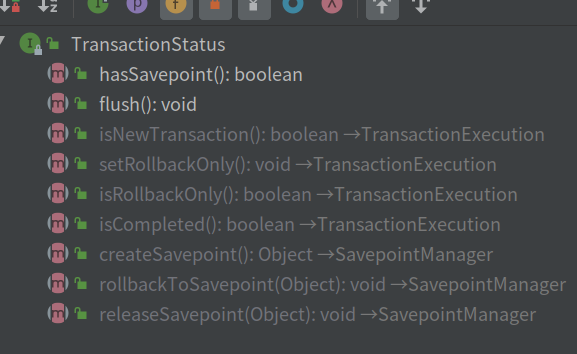 TransactionStatus
hasSavepoint(): boolean
flush(): void
isNewTransaction(): boolean →TransactionExecution
setRollbackOnly(): void →TransactionExecution
isRollbackOnly(): boolean →TransactionExecution
isCompleted(): boolean →TransactionExecution
createSavepoint(): Object →SavepointManager
rollbackToSavepoint(Object): void →SavepointManager
releaseSavepoint(Object): void →SavepointManager